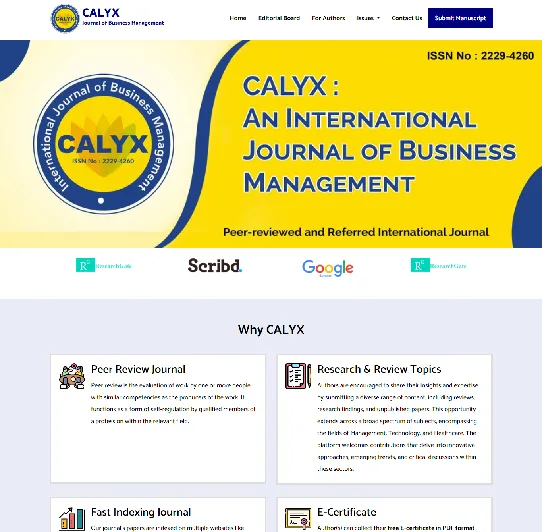 CALYX
Journal of Business Management
Home Editorial Board For Authors Issues Contact Us Submit Manuscript
ISSN No : 2229-4260
International Journal of Business Management
CALYX
ISSN No : 2229-4260
CALYX :
AN INTERNATIONAL
JOURNAL OF BUSINESS
MANAGEMENT
Peer-reviewed and Referred International Journal
R ResearchGate
Scribd.
Google
R ResearchGate
Why CALYX
Peer Review Journal
Peer review is the evaluation of work by one or more people
with similar competencies as the producers of the work. It
functions as a form of self-regulation by qualified members of
a profession within the relevant field.
Research & Review Topics
Authors are encouraged to share their insights and expertise
by submitting a diverse range of content, including reviews,
research findings, and unpublished papers. This opportunity
extends across a broad spectrum of subjects, encompassing
the fields of Management, Technology, and Healthcare. The
platform welcomes contributions that delve into innovative
approaches, emerging trends, and critical discussions within
these sectors.
Fast Indexing Journal
Our journal's papers are indexed on multiple websites like
E-Certificate
Author(s) can collect their free E-certificate in PDF format